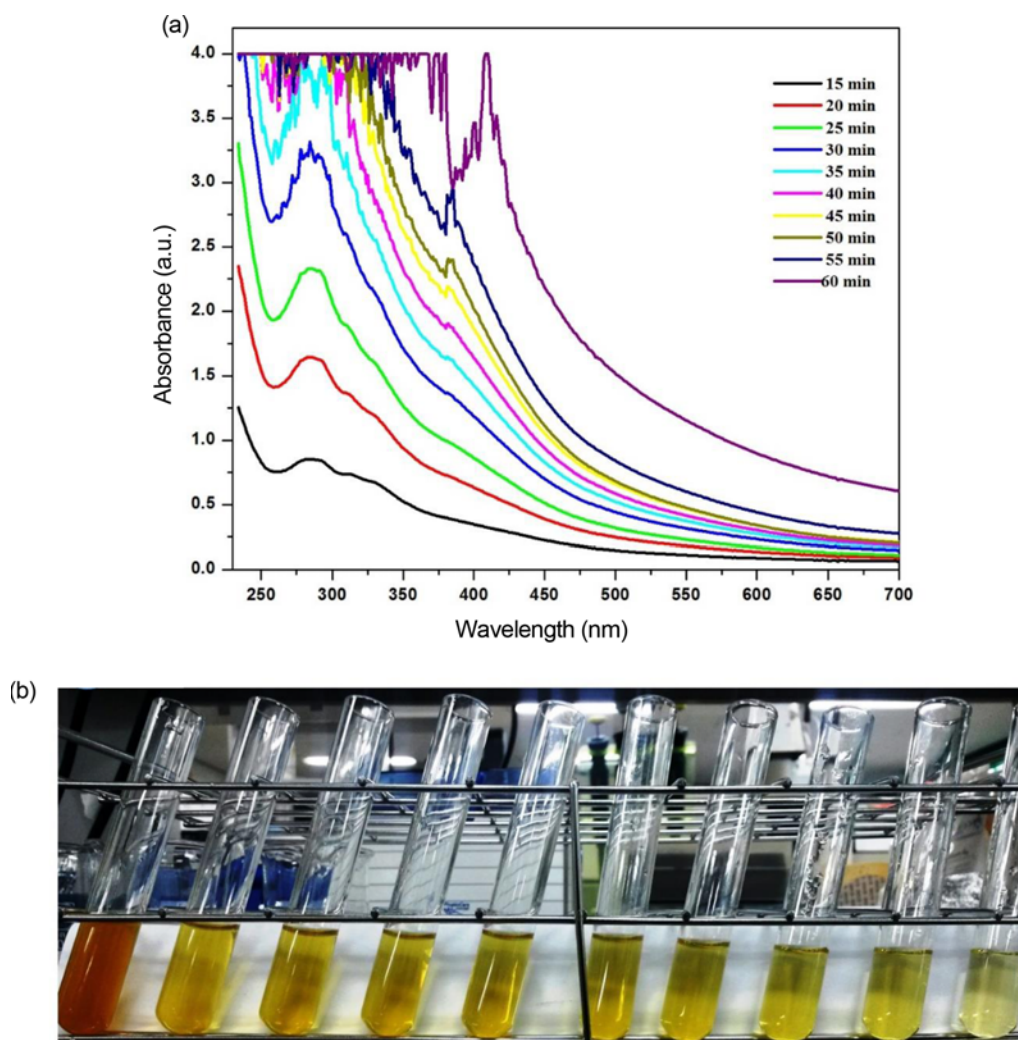 (a)
4.0
3.5
3.0
2.5
2.0
1.5
1.0
0.5
0.0
Absorbance (a.u.)
15 min
20 min
25 min
30 min
35 min
40 min
45 min
50 min
55 min
60 min
250 300 350 400 450 500 550 600 650 700
Wavelength (nm)
(b)